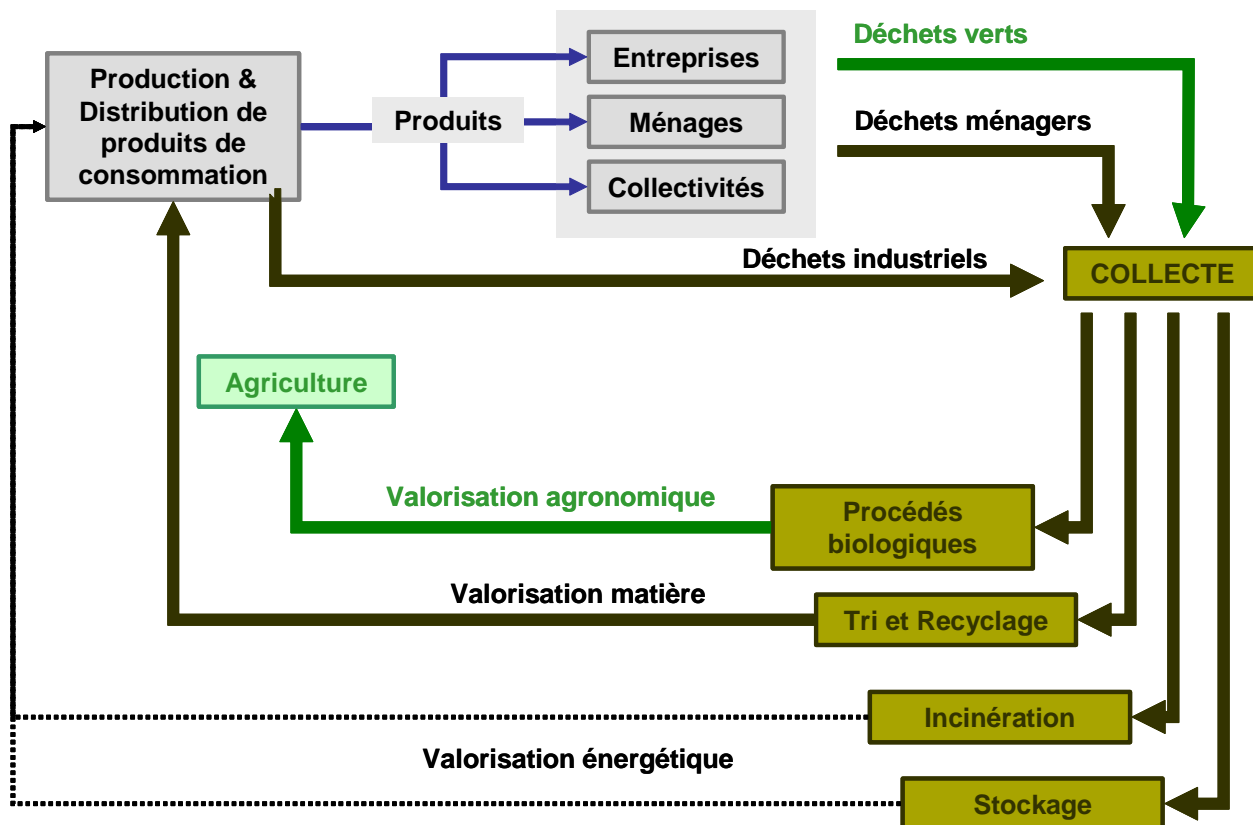 Production &
Distribution de
produits de
consommation
Produits
Entreprises
Ménages
Collectivités
Déchets verts
Déchets ménagers
Déchets industriels
COLLECTE
Agriculture
Valorisation agronomique
Procédés
biologiques
Valorisation matière
Tri et Recyclage
Incinération
Valorisation énergétique
Stockage